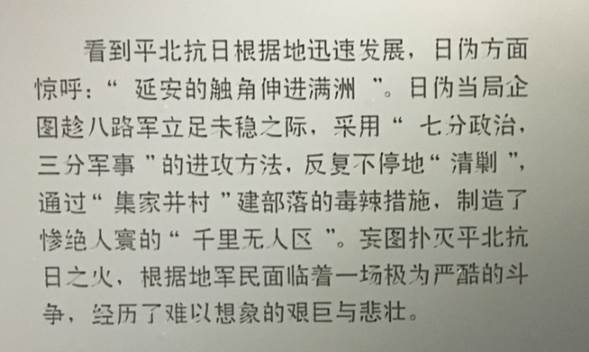 看到平北抗日根据地迅速发展，日伪方面
惊呼：“ 延安的触角伸进满洲 ”。日伪当局企
图趁八路军立足未稳之际，采用“ 七分政治，
三分军事 ”的进攻方法，反复不停地“ 清剿 ”，
通过“ 集家并村 ”建部落的毒辣措施，制造了
惨绝人寰的“ 千里无人区 ”。妄图扑灭平北抗
日之火，根据地军民面临着一场极为严酷的斗
争，经历了难以想象的艰巨与悲壮。